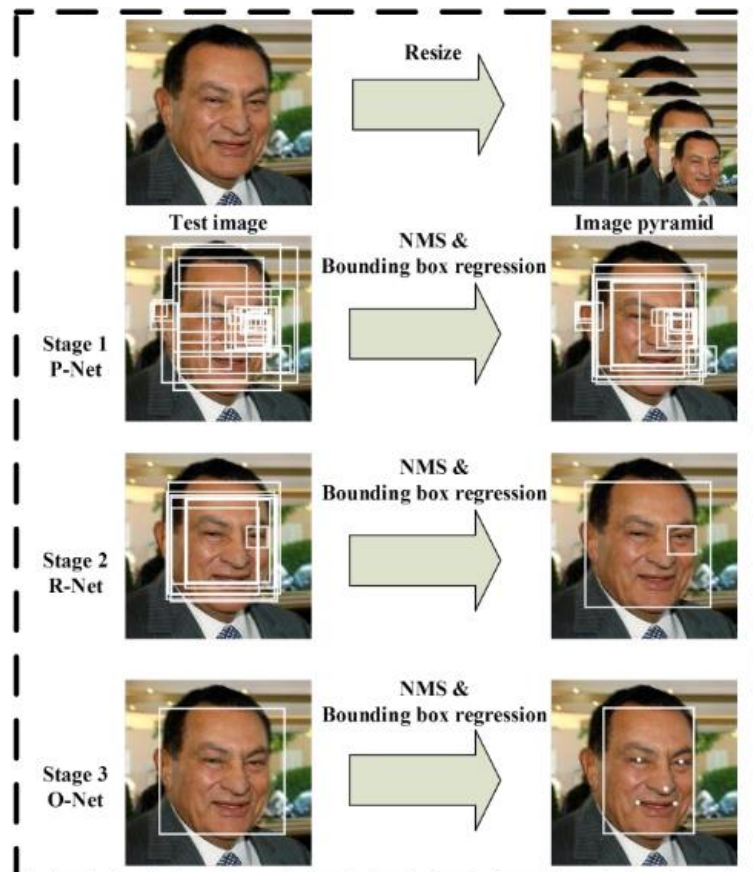 Resize
Test image
Image pyramid
NMS &
Bounding box regression
Stage 1
P-Net
NMS &
Bounding box regression
Stage 2
R-Net
NMS &
Bounding box regression
Stage 3
O-Net